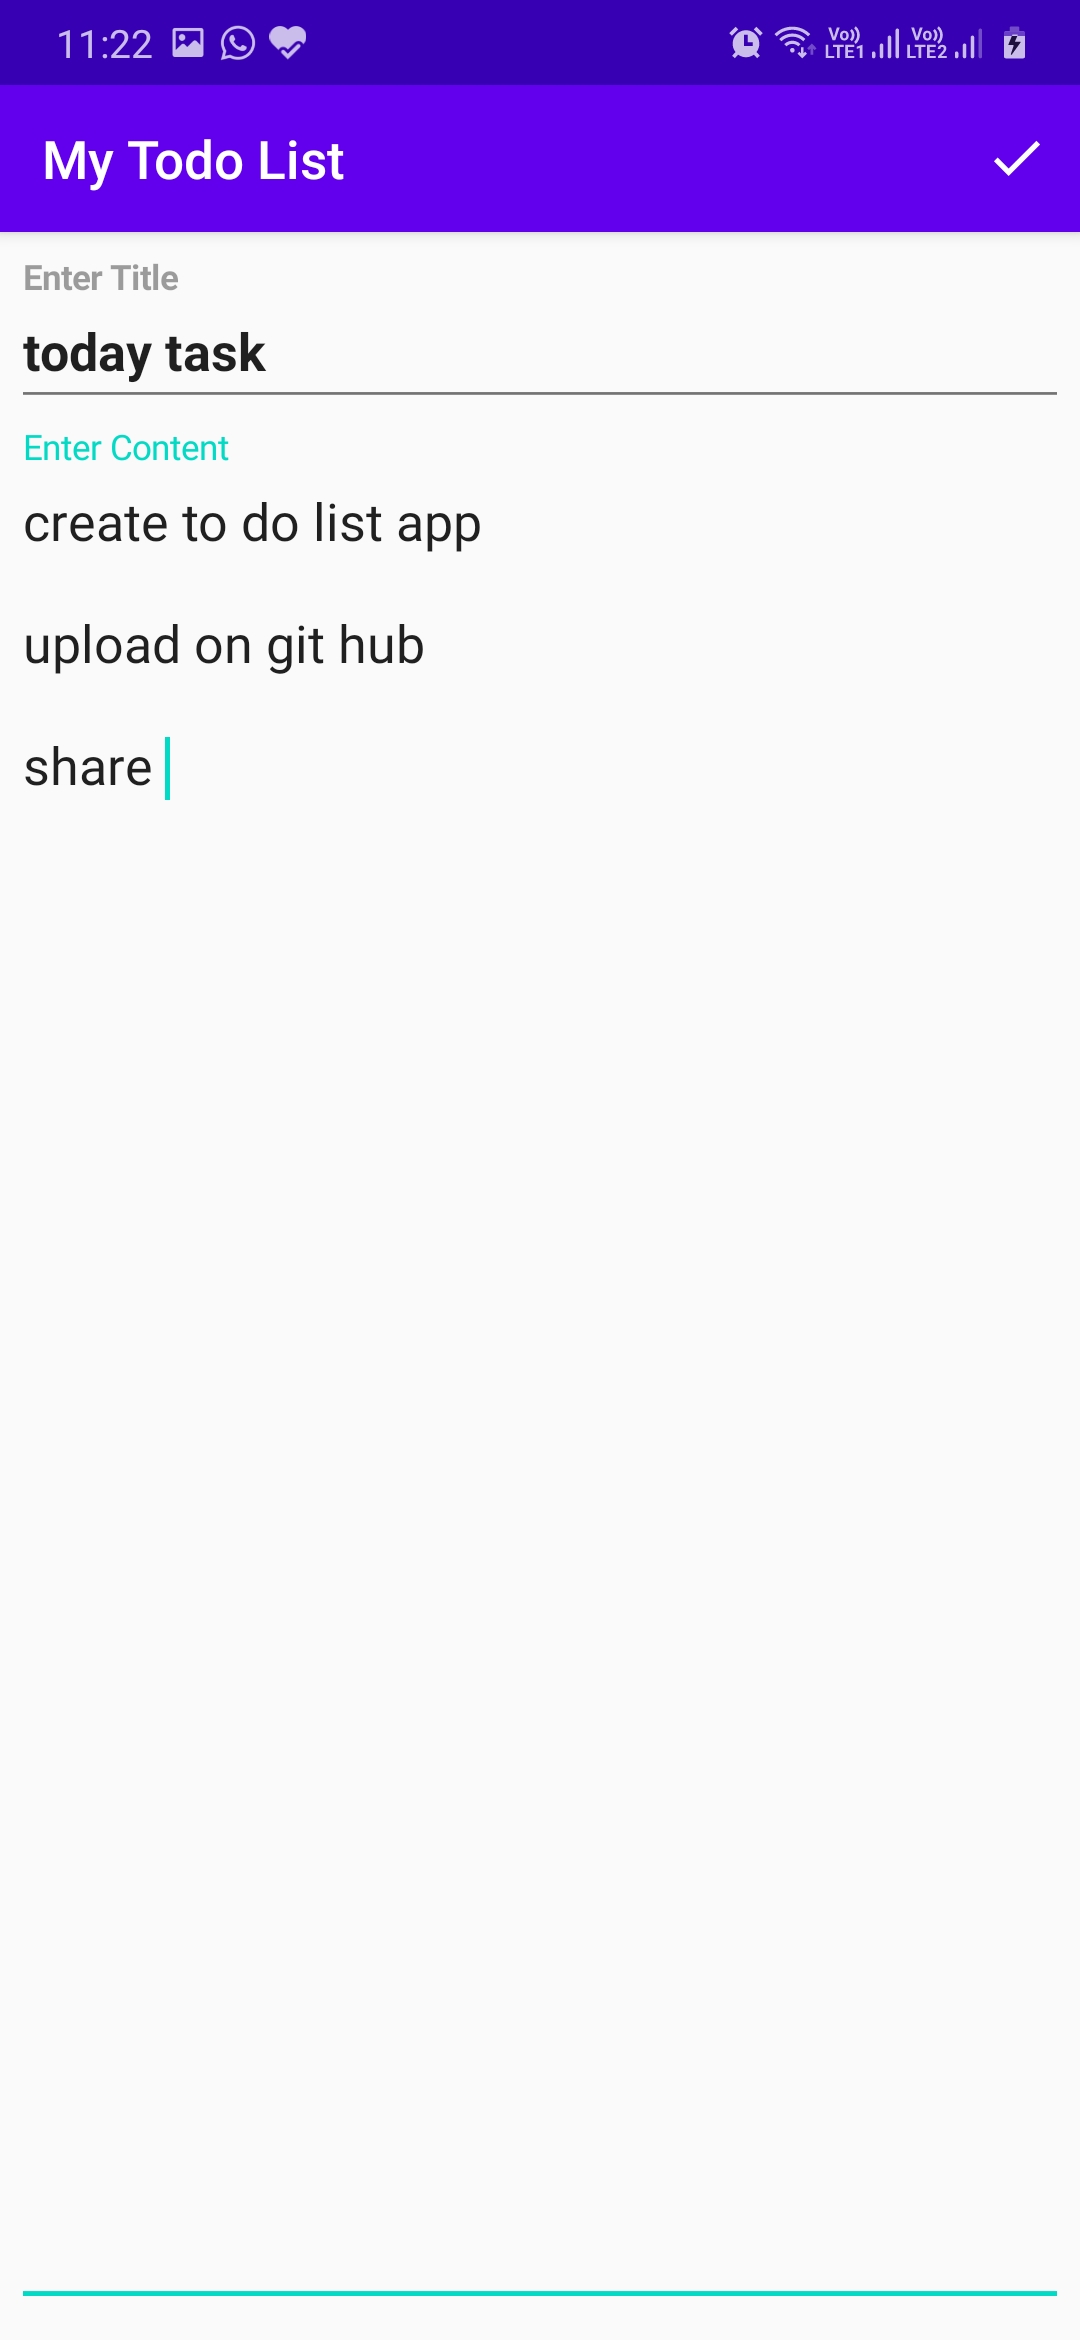 11:22 Vo)) LTE1 Vo)) LTE2
My Todo List
Enter Title
today task
Enter Content
create to do list app
upload on git hub
share